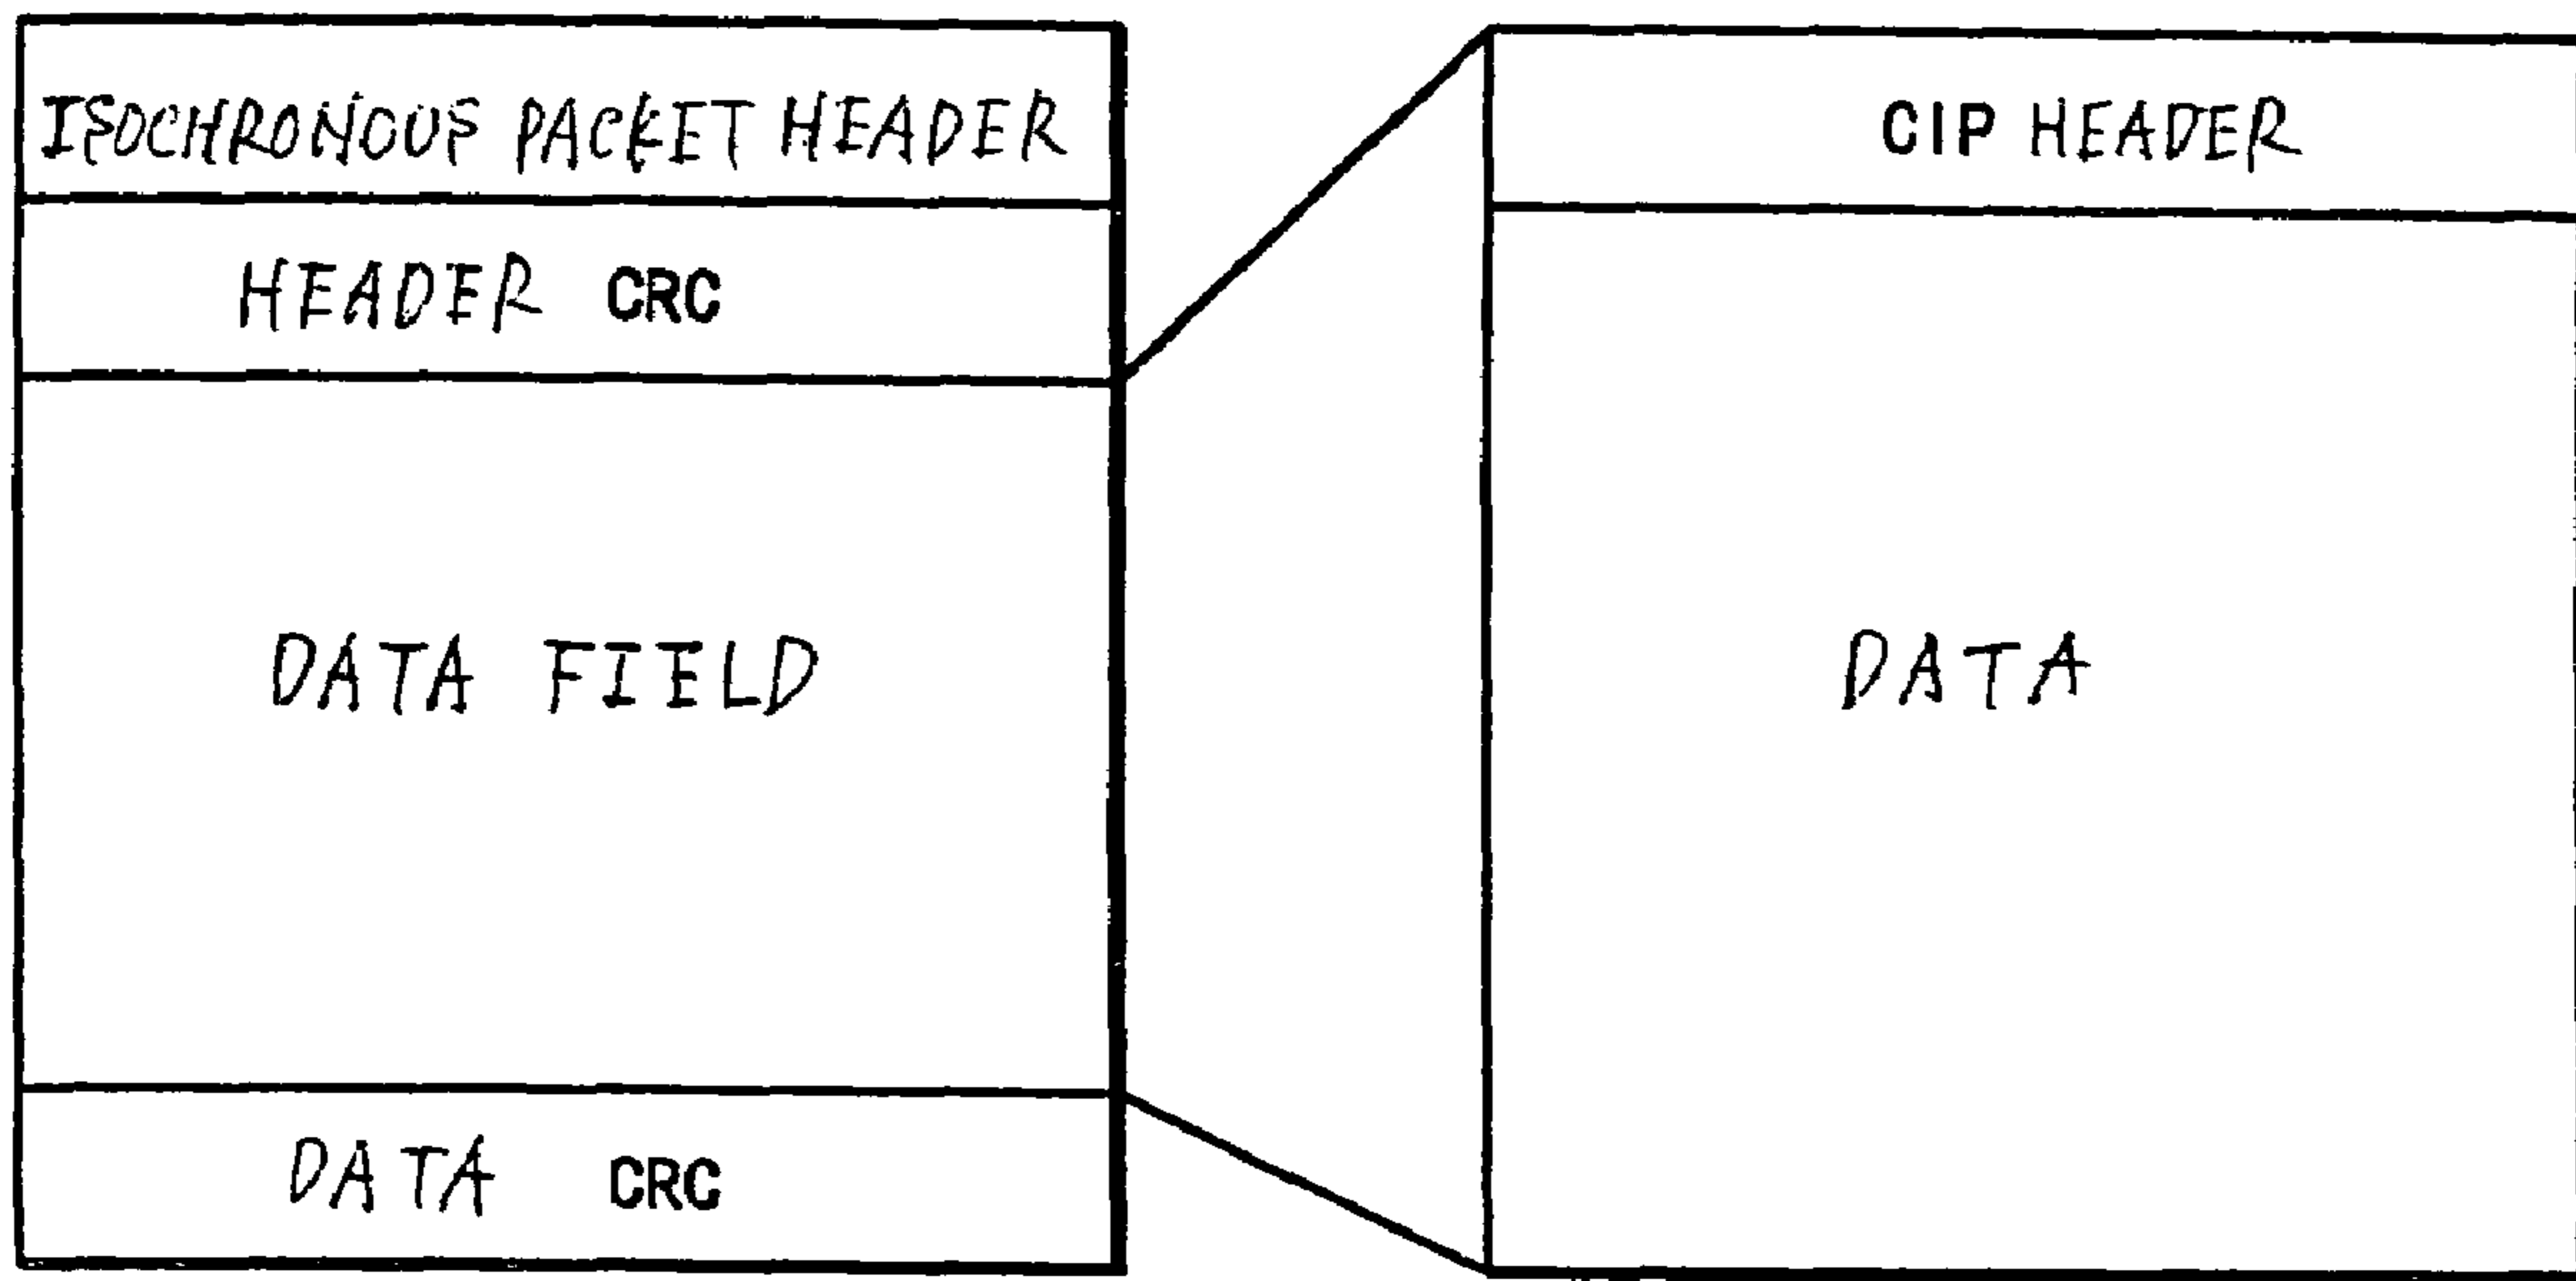 ISOCHRONOUS PACKET HEADER
HEADER CRC
DATA FIELD
DATA CRC
CIP HEADER
DATA